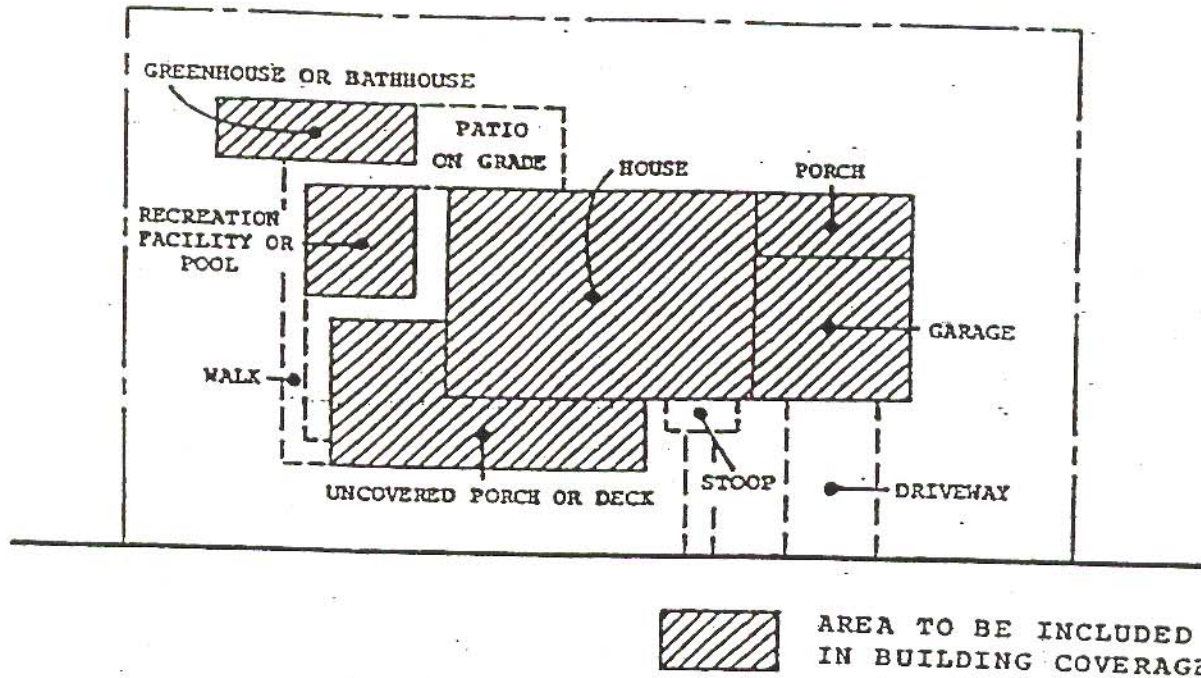 GREENHOUSE OR BATHHOUSE
PATIO
ON GRADE
HOUSE
PORCH
RECREATION
FACILITY OR
POOL
GARAGE
WALK
STOOP
UNCOVERED PORCH OR DECK
DRIVEWAY
AREA TO BE INCLUDED
IN BUILDING COVERAGE